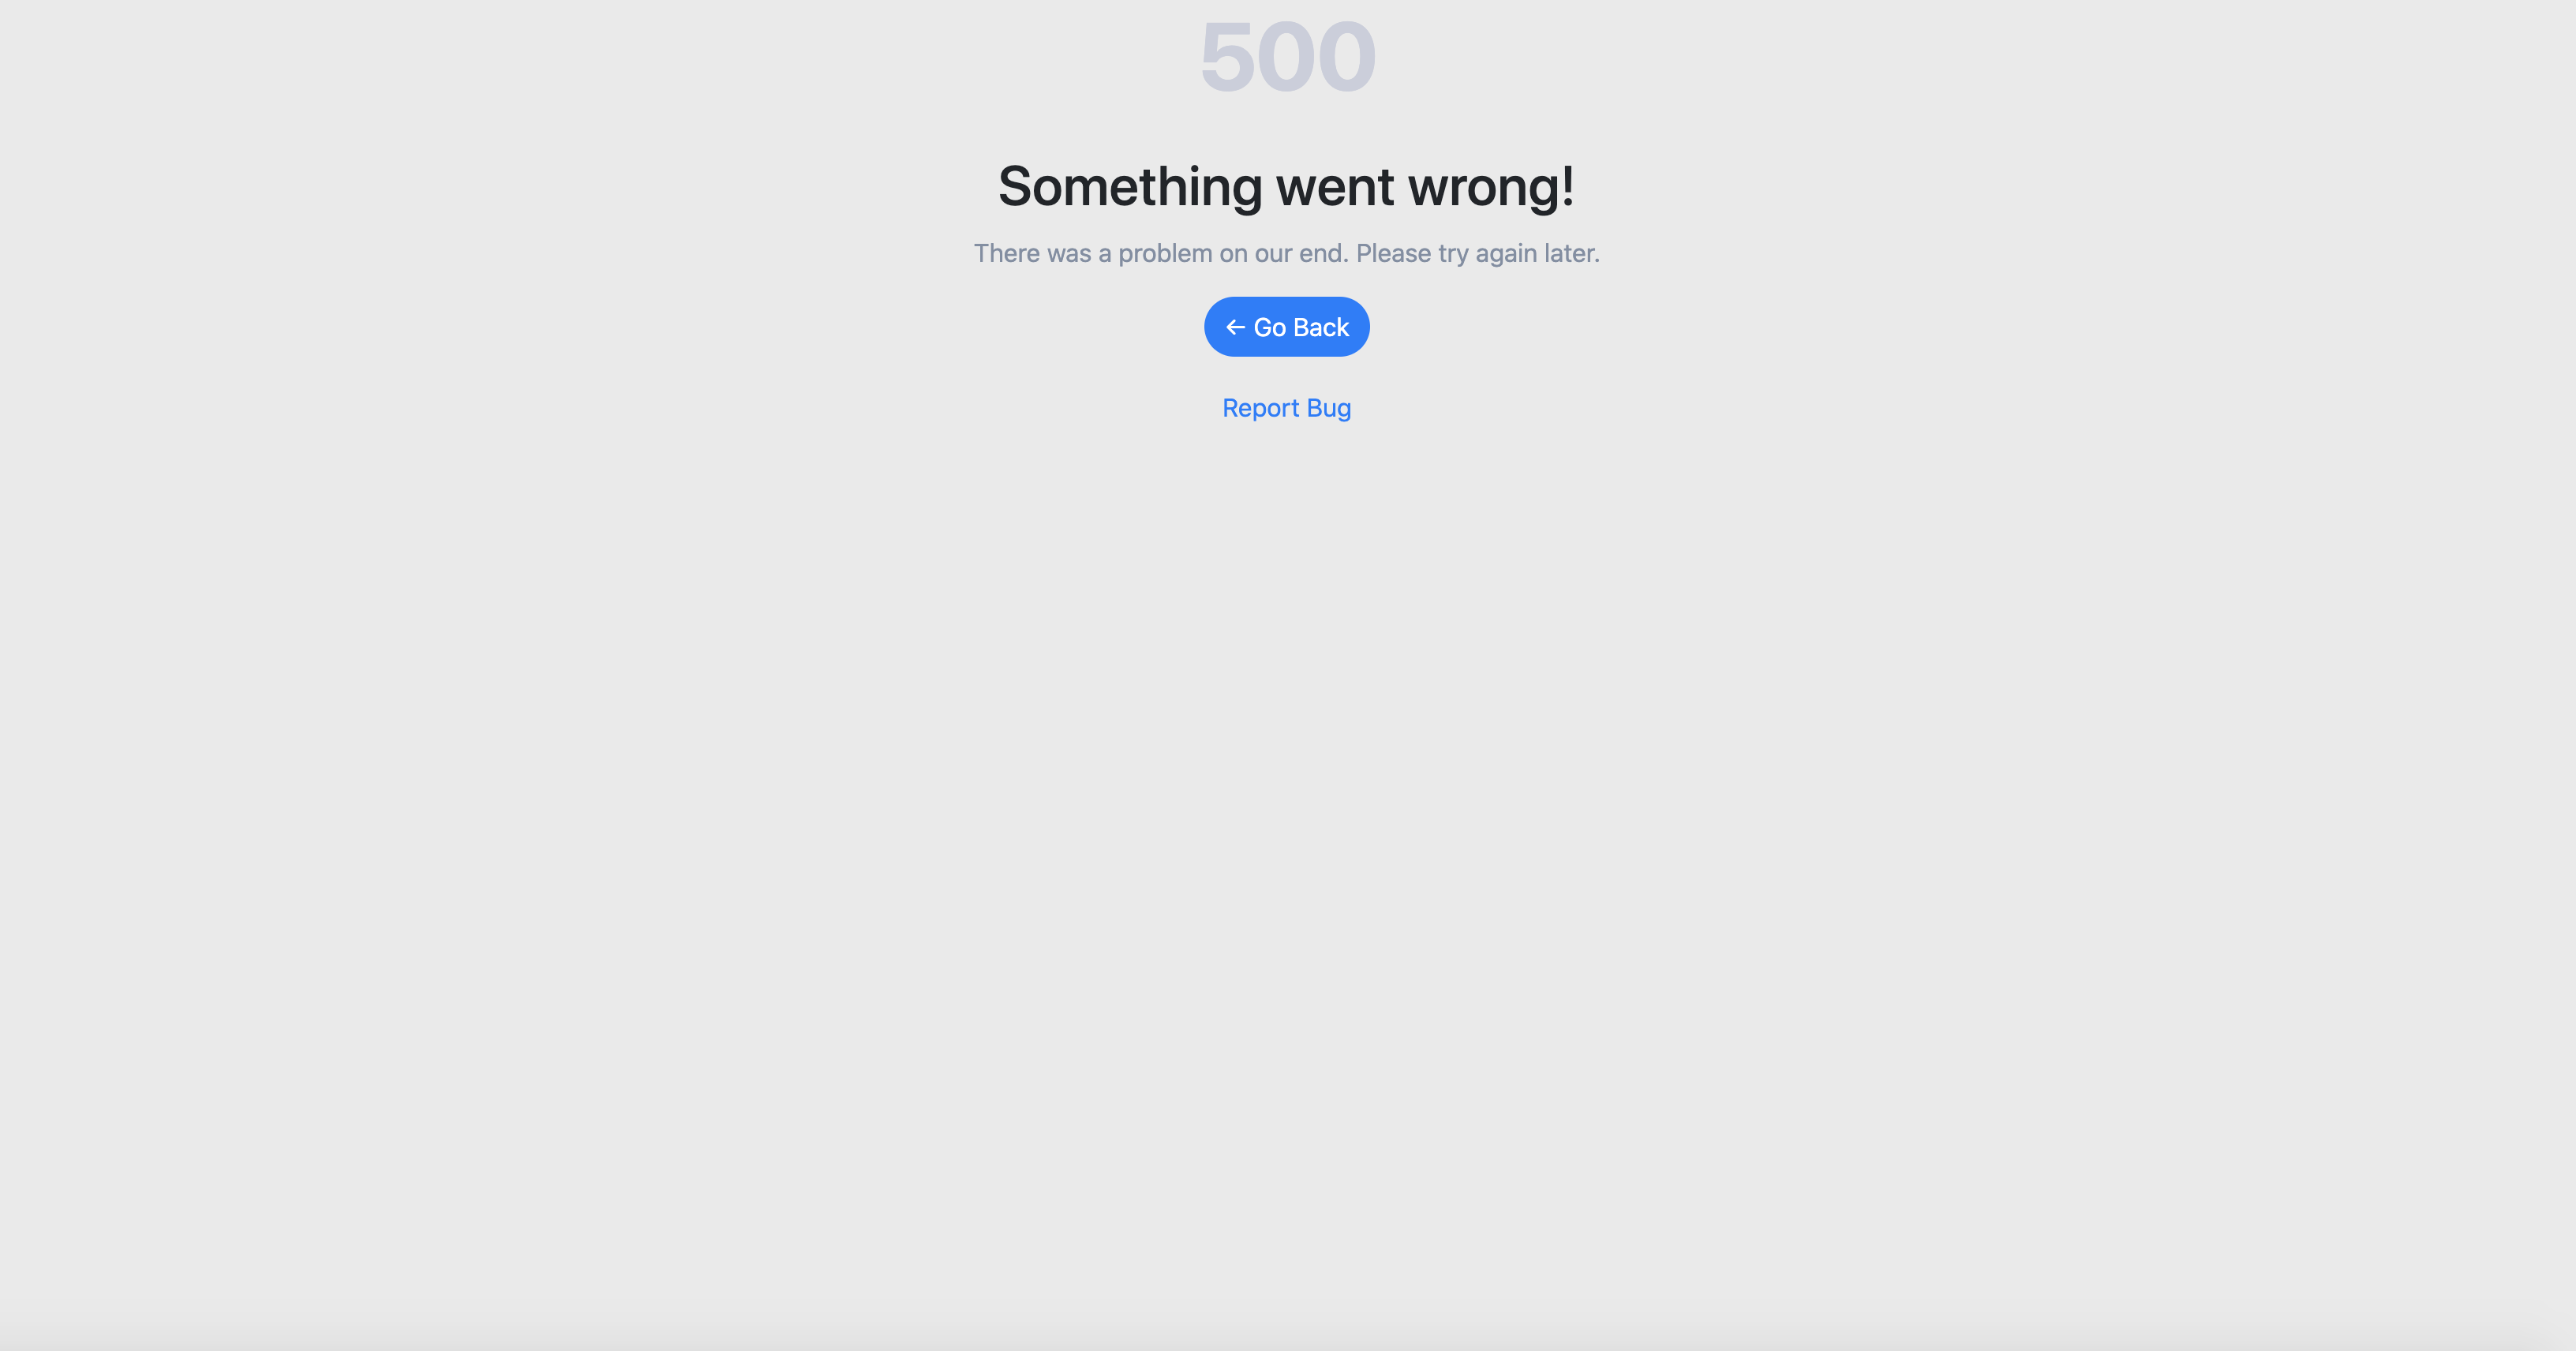 500
Something went wrong!
There was a problem on our end. Please try again later.
← Go Back
Report Bug